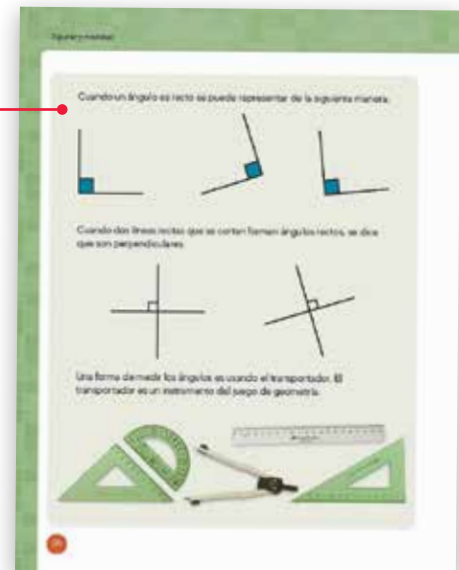 Figuras y medidas
Cuando un ángulo es recto se puede representar de la siguiente manera:
Cuando dos líneas rectas que se cortan forman ángulos rectos, se dice
que son perpendiculares.
Una forma de medir los ángulos es usando el transportador. El
transportador es un instrumento del juego de geometría.